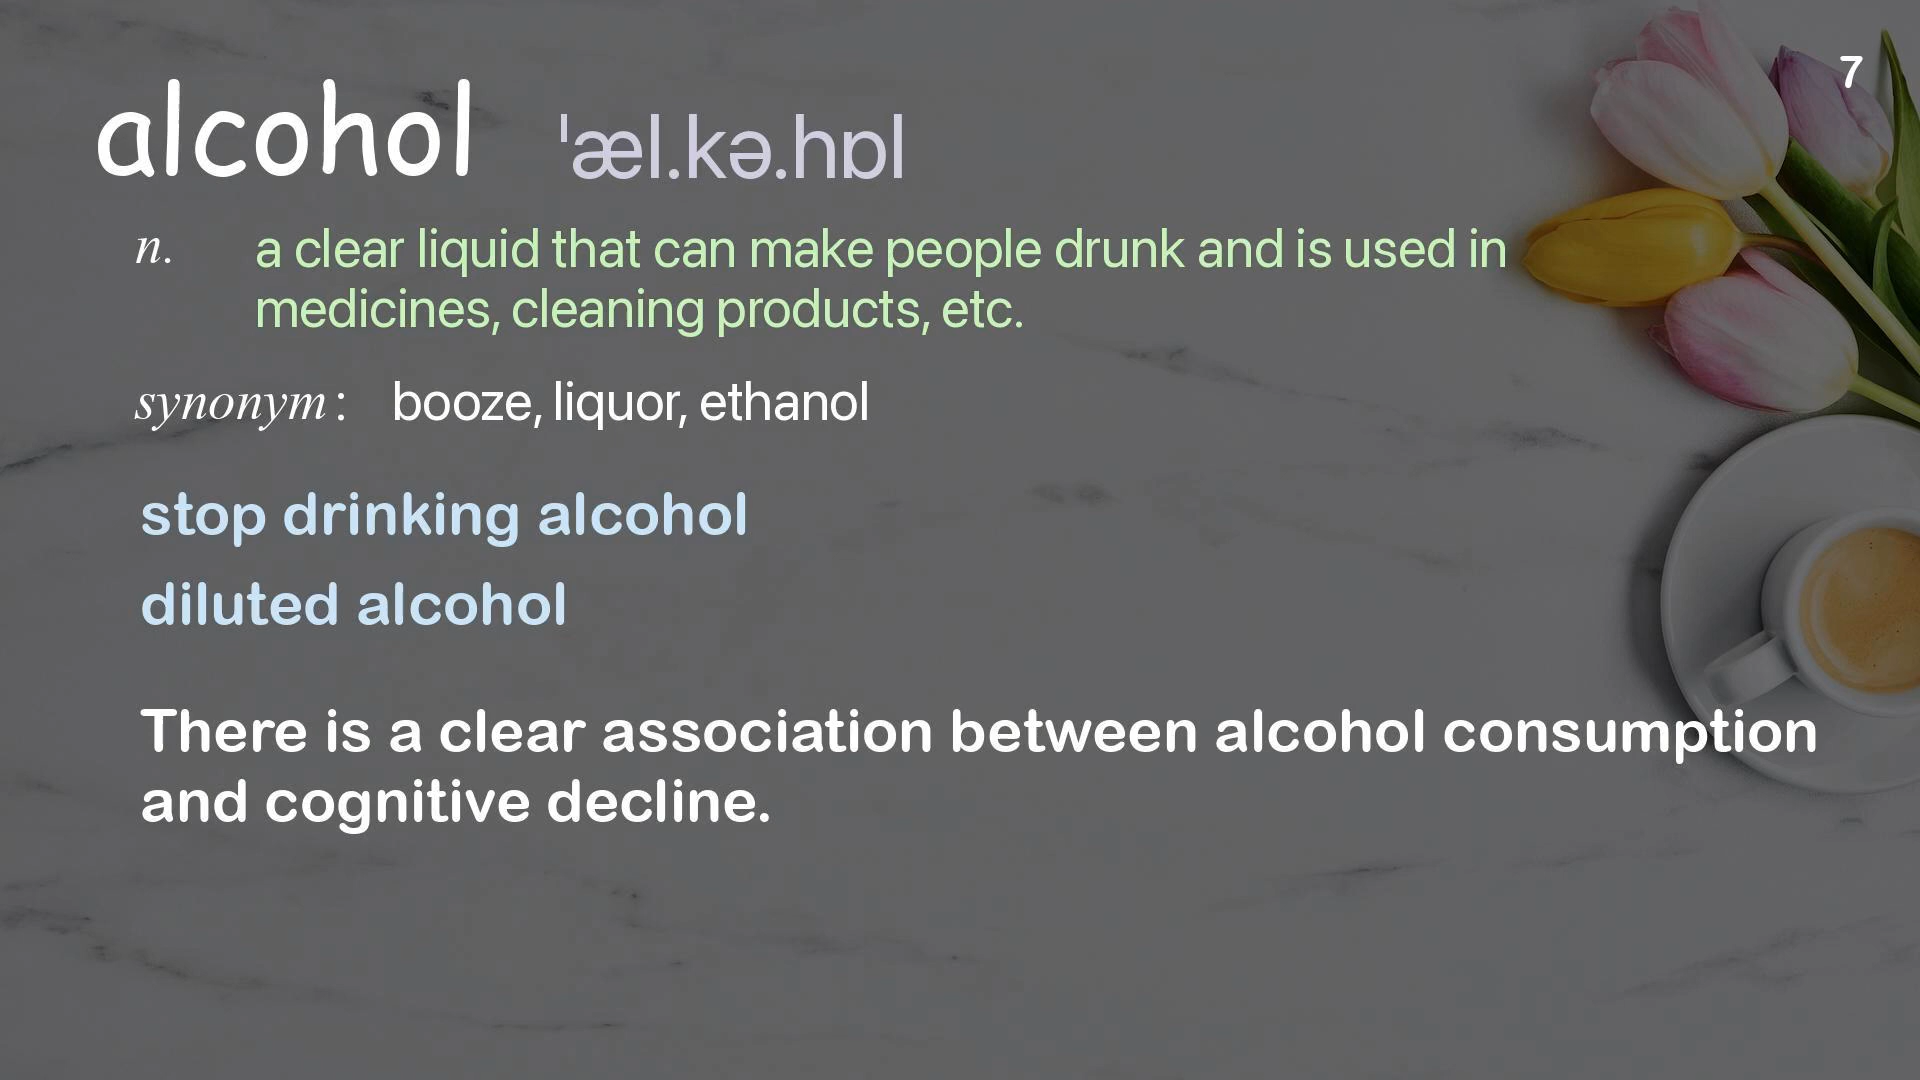 7
alcohol ˈæl.kə.hɒl
n. a clear liquid that can make people drunk and is used in
medicines, cleaning products, etc.
synonym: booze, liquor, ethanol
stop drinking alcohol
diluted alcohol
There is a clear association between alcohol consumption
and cognitive decline.